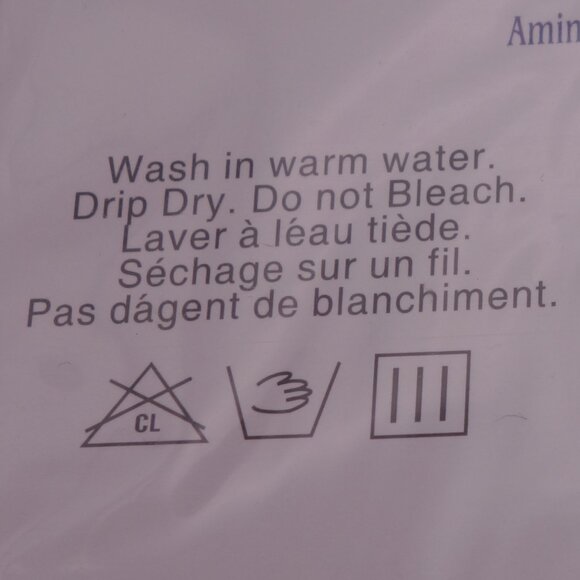 Amin
Wash in warm water.
Drip Dry. Do not Bleach.
Laver à léau tiède.
Séchage sur un fil.
Pas dágent de blanchiment.
CL